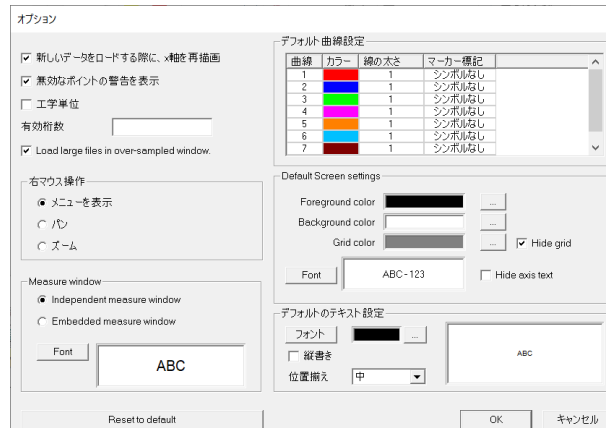 オプション
新しいデータをロードする際に、x軸を再描画
無効なポイントの警告を表示
工学単位
有効桁数
Load large files in over-sampled window.
右マウス操作
メニューを表示
パン
ズーム
Measure window
Independent measure window
Embedded measure window
Font
ABC
Reset to default
デフォルト曲線設定
曲線 カラー 線の太さ マーカー標記
1 1 シンボルなし
2 1 シンボルなし
3 1 シンボルなし
4 1 シンボルなし
5 1 シンボルなし
6 1 シンボルなし
7 1 シンボルなし
Default Screen settings
Foreground color ...
Background color ...
Grid color ... Hide grid
Font ABC-123 Hide axis text
デフォルトのテキスト設定
フォント ...
縦書き
位置揃え 中
ABC
OK キャンセル